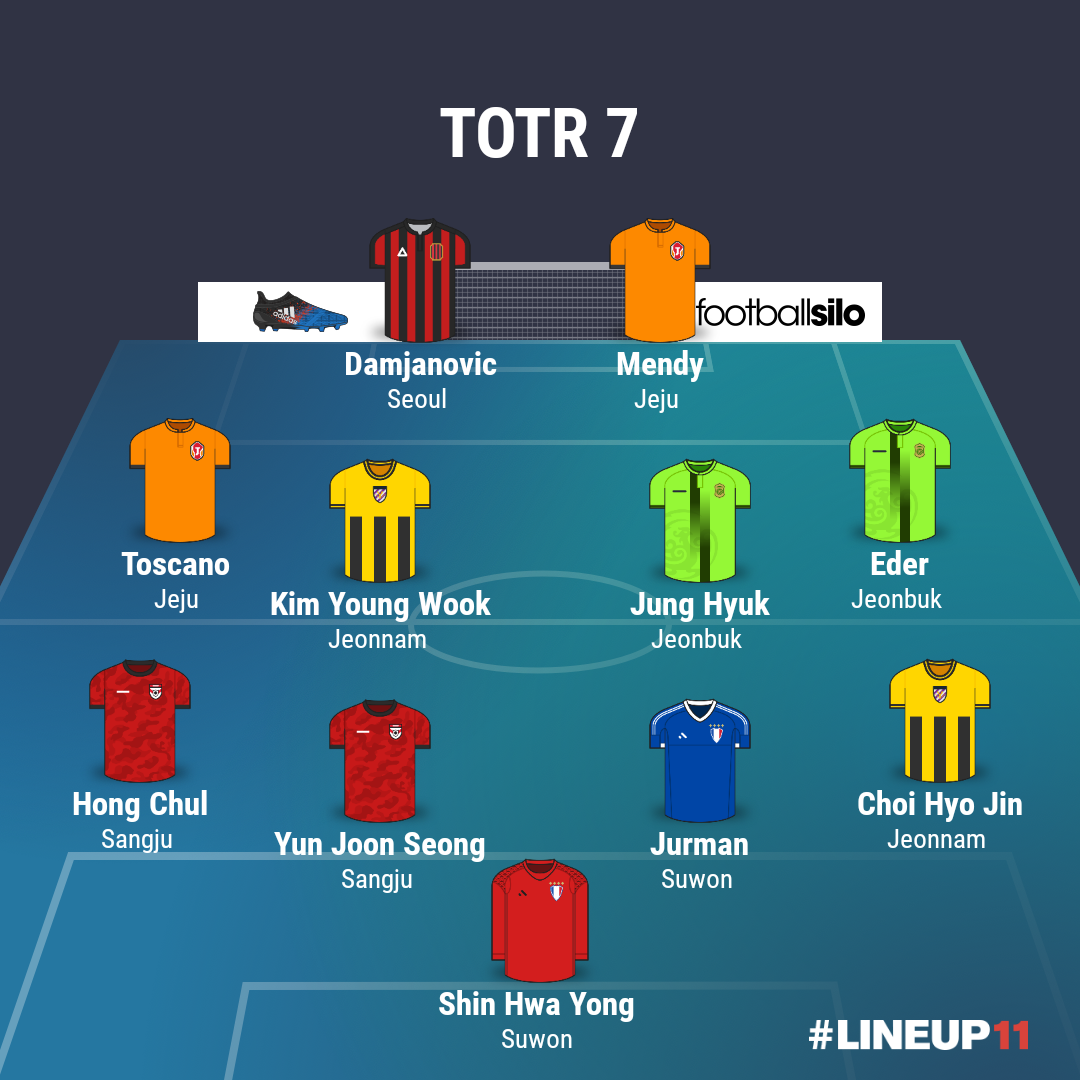 TOTR 7
adidas
footballsilo
Damjanovic
Seoul
Mendy
Jeju
Toscano
Jeju
Kim Young Wook
Jeonnam
Jung Hyuk
Jeonbuk
Eder
Jeonbuk
Hong Chul
Sangju
Yun Joon Seong
Sangju
Jurman
Suwon
Choi Hyo Jin
Jeonnam
Shin Hwa Yong
Suwon
#LINEUP11